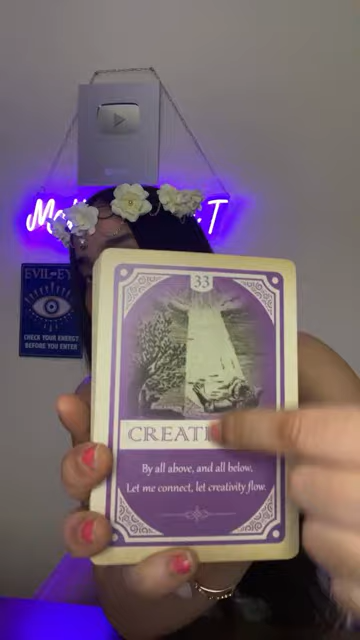 EVIL EYE
CHECK YOUR ENERGY
BEFORE YOU ENTER
33
CREATI
By all above, and all below,
Let me connect, let creativity flow.